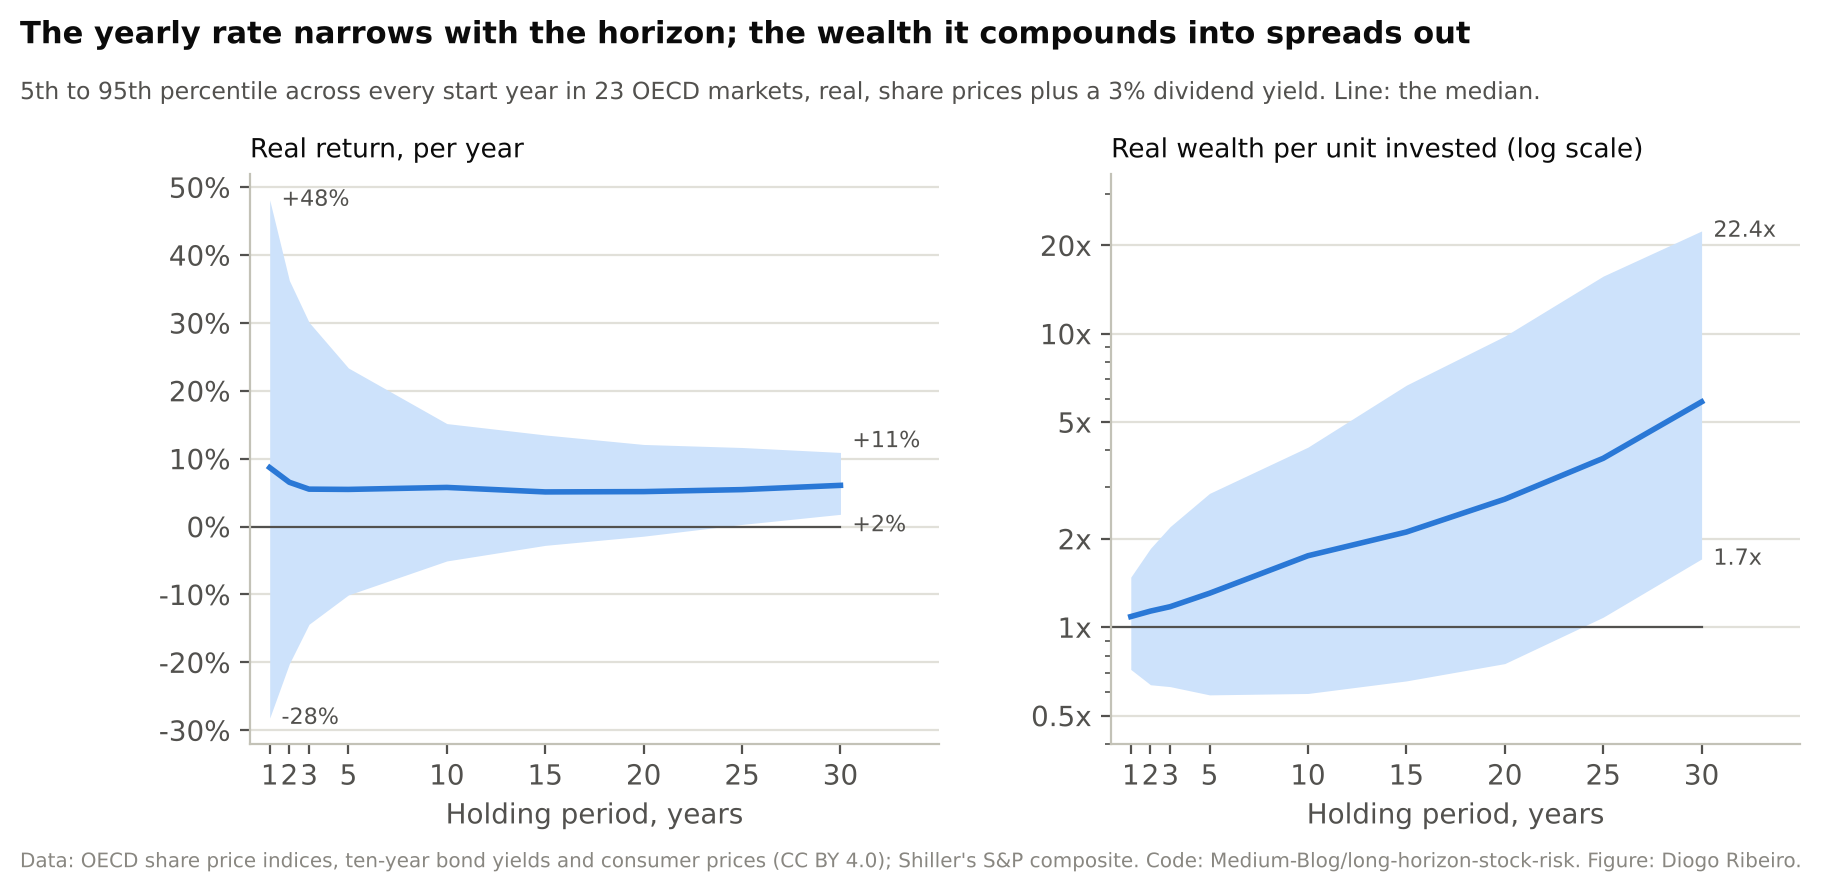 The yearly rate narrows with the horizon; the wealth it compounds into spreads out
5th to 95th percentile across every start year in 23 OECD markets, real, share prices plus a 3% dividend yield. Line: the median.
Real return, per year
50%
40%
30%
20%
10%
0%
-10%
-20%
-30%
+48%
-28%
+11%
+2%
1 2 3 5 10 15 20 25 30
Holding period, years
Real wealth per unit invested (log scale)
20x
10x
5x
2x
1x
0.5x
22.4x
1.7x
1 2 3 5 10 15 20 25 30
Holding period, years
Data: OECD share price indices, ten-year bond yields and consumer prices (CC BY 4.0); Shiller's S&P composite. Code: Medium-Blog/long-horizon-stock-risk. Figure: Diogo Ribeiro.